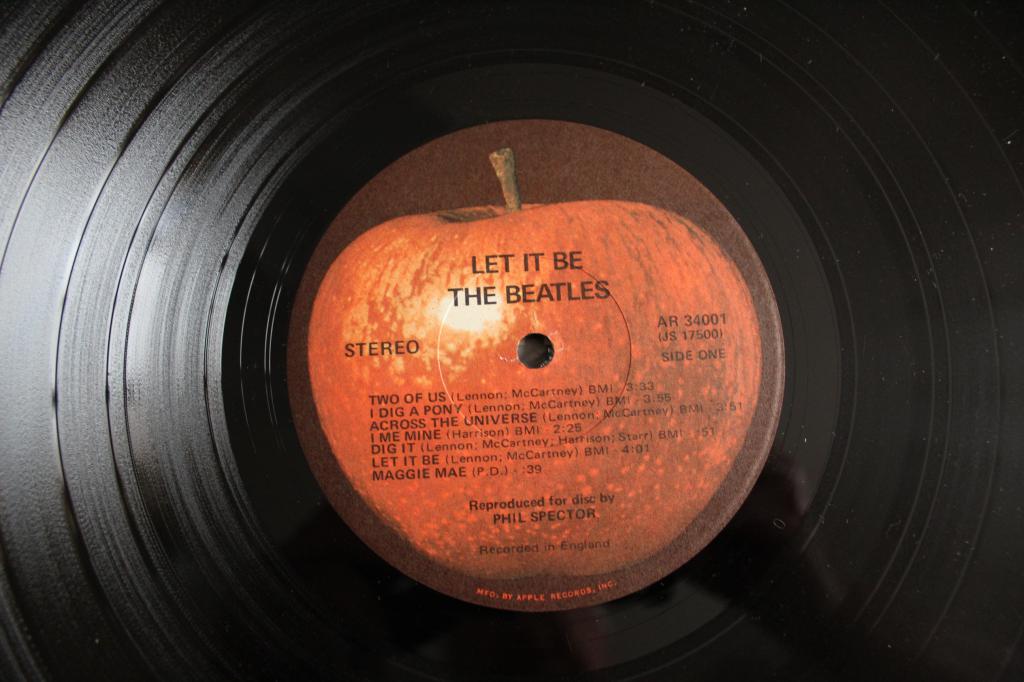 LET IT BE
THE BEATLES
STEREO
AR 34001
(JS 17500)
SIDE ONE
TWO OF US (Lennon; McCartney) BMI - 3:33
I DIG A PONY (Lennon; McCartney) BMI - 3:55
ACROSS THE UNIVERSE (Lennon; McCartney) BMI - 3:51
I ME MINE (Harrison) BMI - 2:25
DIG IT (Lennon; McCartney; Harrison; Starr) BMI - :51
LET IT BE (Lennon; McCartney) BMI - 4:01
MAGGIE MAE (P.D.) - :39
Reproduced for disc by
PHIL SPECTOR
Recorded in England
MFD. BY APPLE RECORDS, INC.